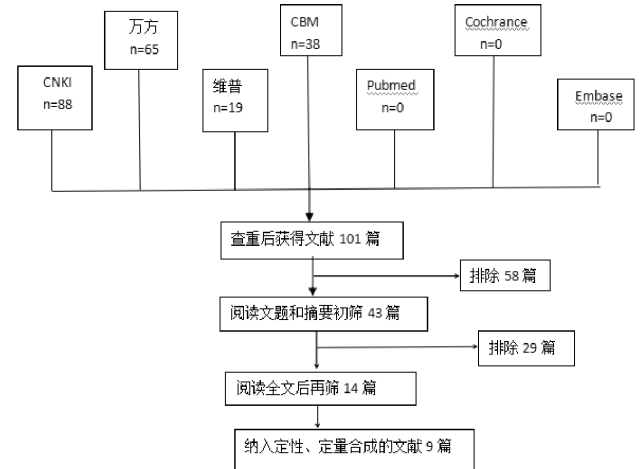 CNKI
n=88
万方
n=65
维普
n=19
CBM
n=38
Pubmed
n=0
Cochrance
n=0
Embase
n=0
查重后获得文献 101 篇
排除 58 篇
阅读文题和摘要初筛 43 篇
排除 29 篇
阅读全文后再筛 14 篇
纳入定性、定量合成的文献 9 篇